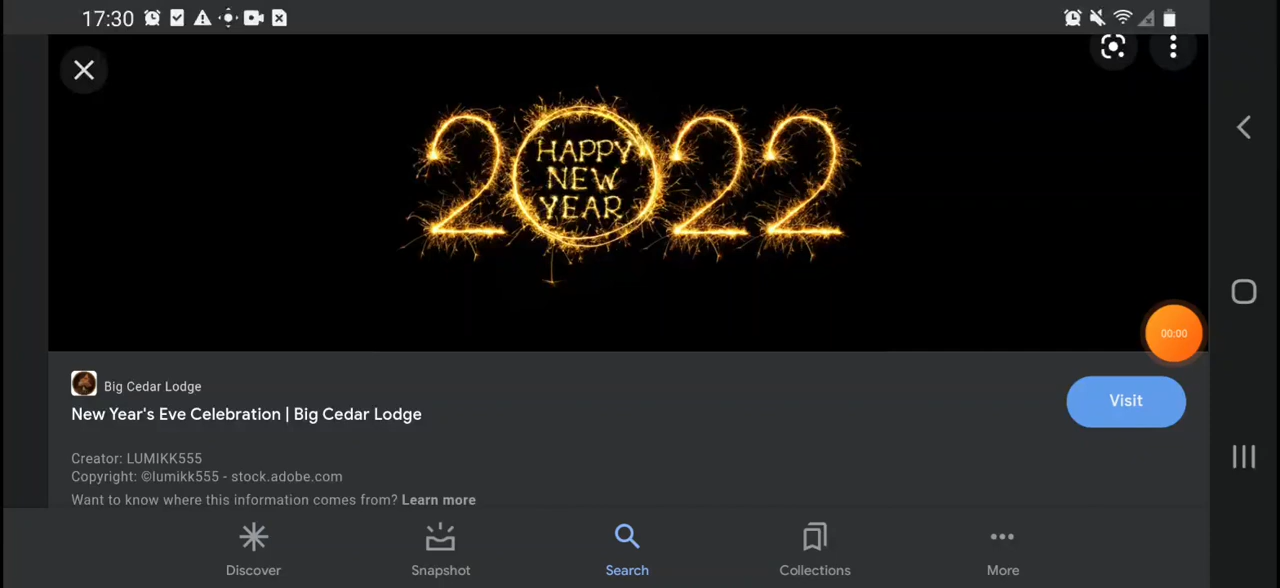 17:30
2022
HAPPY
NEW
YEAR
00:00
Big Cedar Lodge
New Year's Eve Celebration | Big Cedar Lodge
Visit
Creator: LUMIKK555
Copyright: ©lumikk555 - stock.adobe.com
Want to know where this information comes from? Learn more
Discover
Snapshot
Search
Collections
More